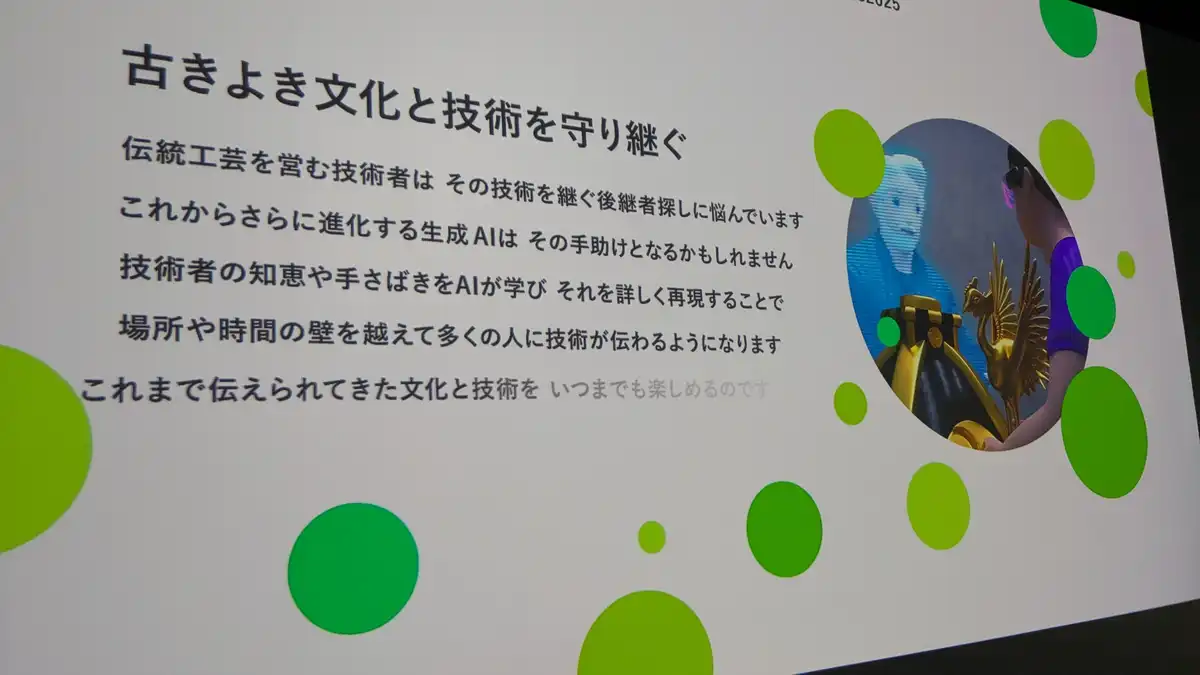 2025
古きよき文化と技術を守り継ぐ
伝統工芸を営む技術者は その技術を継ぐ後継者探しに悩んでいます
これからさらに進化する生成AIは その手助けとなるかもしれません
技術者の知恵や手さばきをAIが学び それを詳しく再現することで
場所や時間の壁を越えて多くの人に技術が伝わるようになります
これまで伝えられてきた文化と技術を いつまでも楽しめるのです